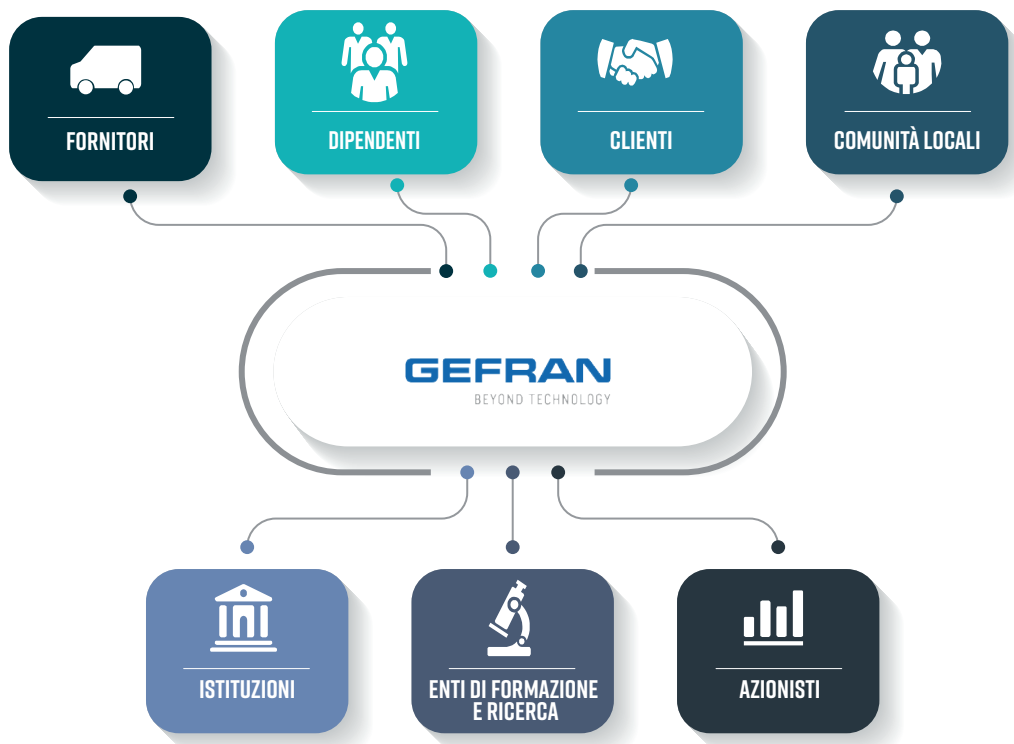 FORNITORI
DIPENDENTI
CLIENTI
COMUNITÀ LOCALI
GEFRAN
BEYOND TECHNOLOGY
ISTITUZIONI
ENTI DI FORMAZIONE
E RICERCA
AZIONISTI